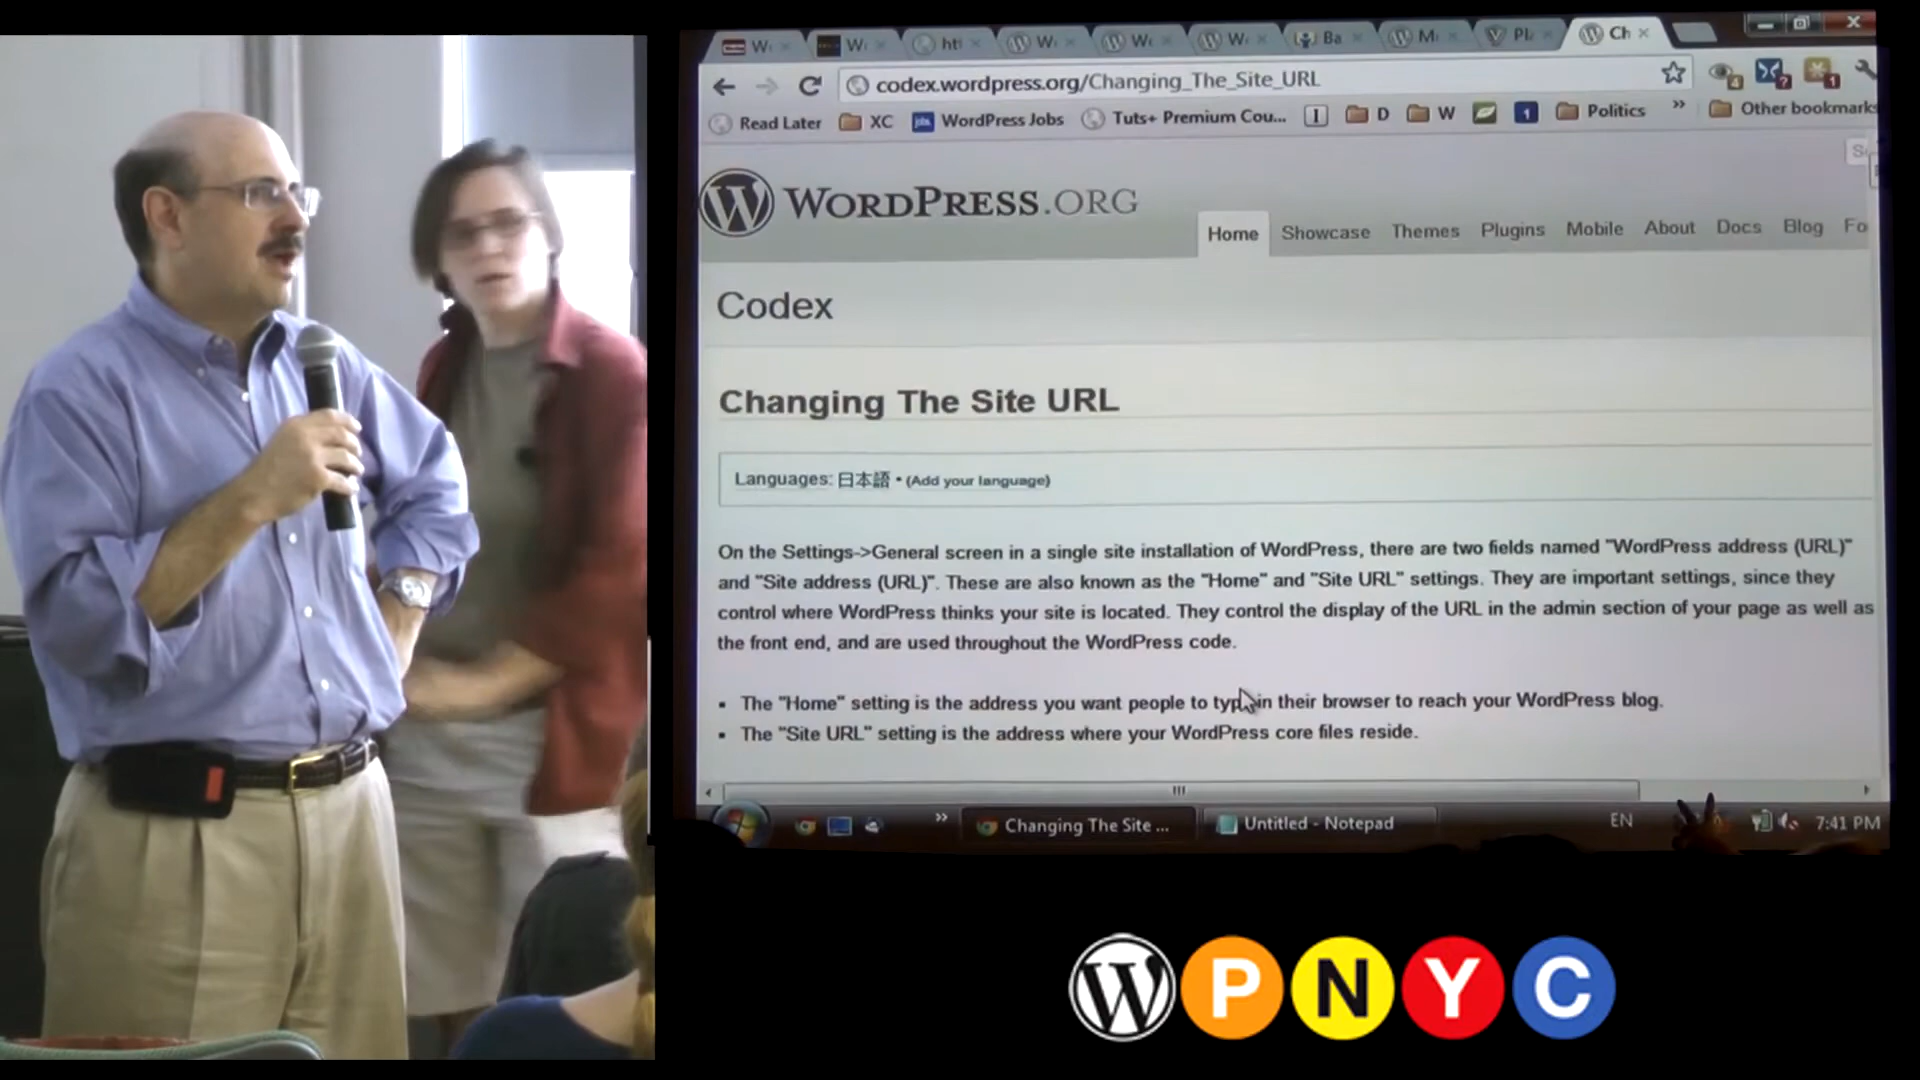 W
W
htt
W
W
W
Ba
M
Pl
Ch
codex.wordpress.org/Changing_The_Site_URL
Read Later XC jobs WordPress Jobs Tuts+ Premium Cou... I D W 1 Politics » Other bookmarks
WORDPRESS.ORG
Home Showcase Themes Plugins Mobile About Docs Blog Fo
Codex
Changing The Site URL
Languages: 日本語 • (Add your language)
On the Settings->General screen in a single site installation of WordPress, there are two fields named "WordPress address (URL)"
and "Site address (URL)". These are also known as the "Home" and "Site URL" settings. They are important settings, since they
control where WordPress thinks your site is located. They control the display of the URL in the admin section of your page as well as
the front end, and are used throughout the WordPress code.
▪ The "Home" setting is the address you want people to type in their browser to reach your WordPress blog.
▪ The "Site URL" setting is the address where your WordPress core files reside.
» Changing The Site ... Untitled - Notepad EN 7:41 PM
W P N Y C